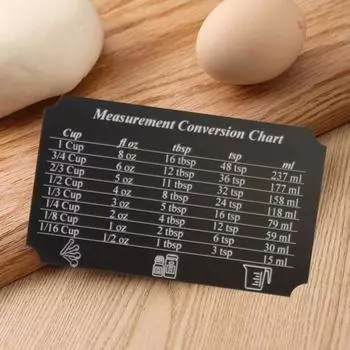 Measurement Conversion Chart
Cup fl oz tbsp tsp ml
1 Cup 8 oz 16 tbsp 48 tsp 237 ml
3/4 Cup 6 oz 12 tbsp 36 tsp 177 ml
2/3 Cup 5 oz 11 tbsp 32 tsp 158 ml
1/2 Cup 4 oz 8 tbsp 24 tsp 118 ml
1/3 Cup 3 oz 5 tbsp 16 tsp 79 ml
1/4 Cup 2 oz 4 tbsp 12 tsp 59 ml
1/8 Cup 1 oz 2 tbsp 6 tsp 30 ml
1/16 Cup 1/2 oz 1 tbsp 3 tsp 15 ml